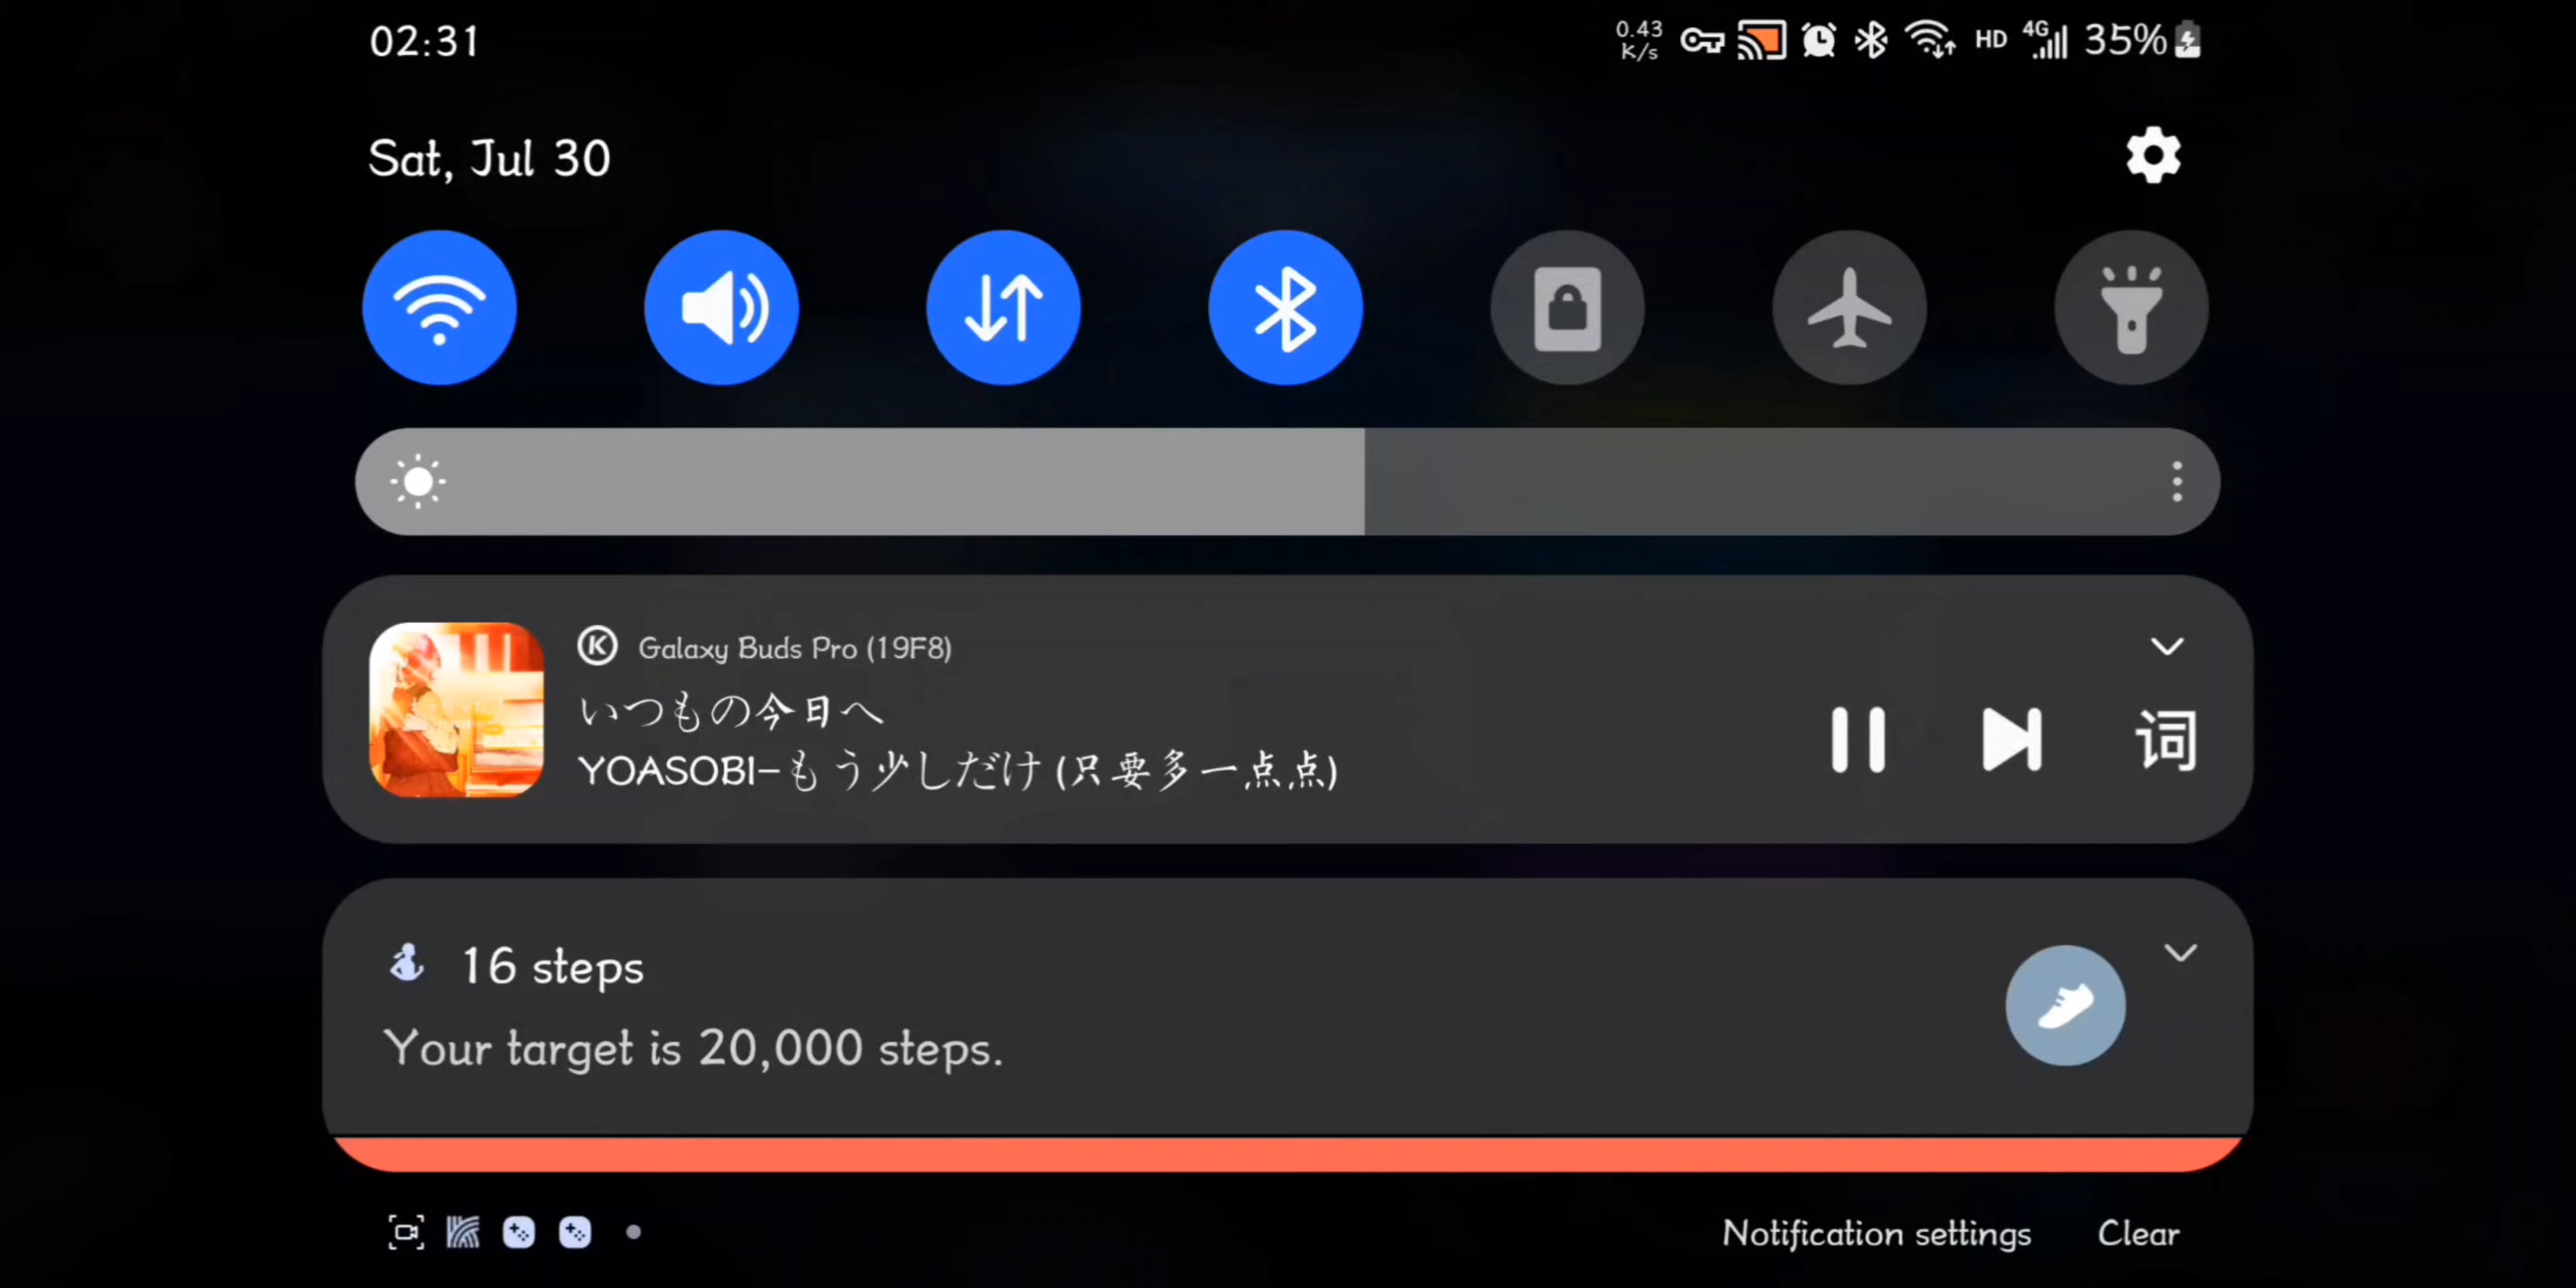 02:31
0.43 K/s HD 4G 35%
Sat, Jul 30
Galaxy Buds Pro (19F8)
いつもの今日へ
YOASOBI-もう少しだけ (只要多一点点)
词
16 steps
Your target is 20,000 steps.
Notification settings Clear